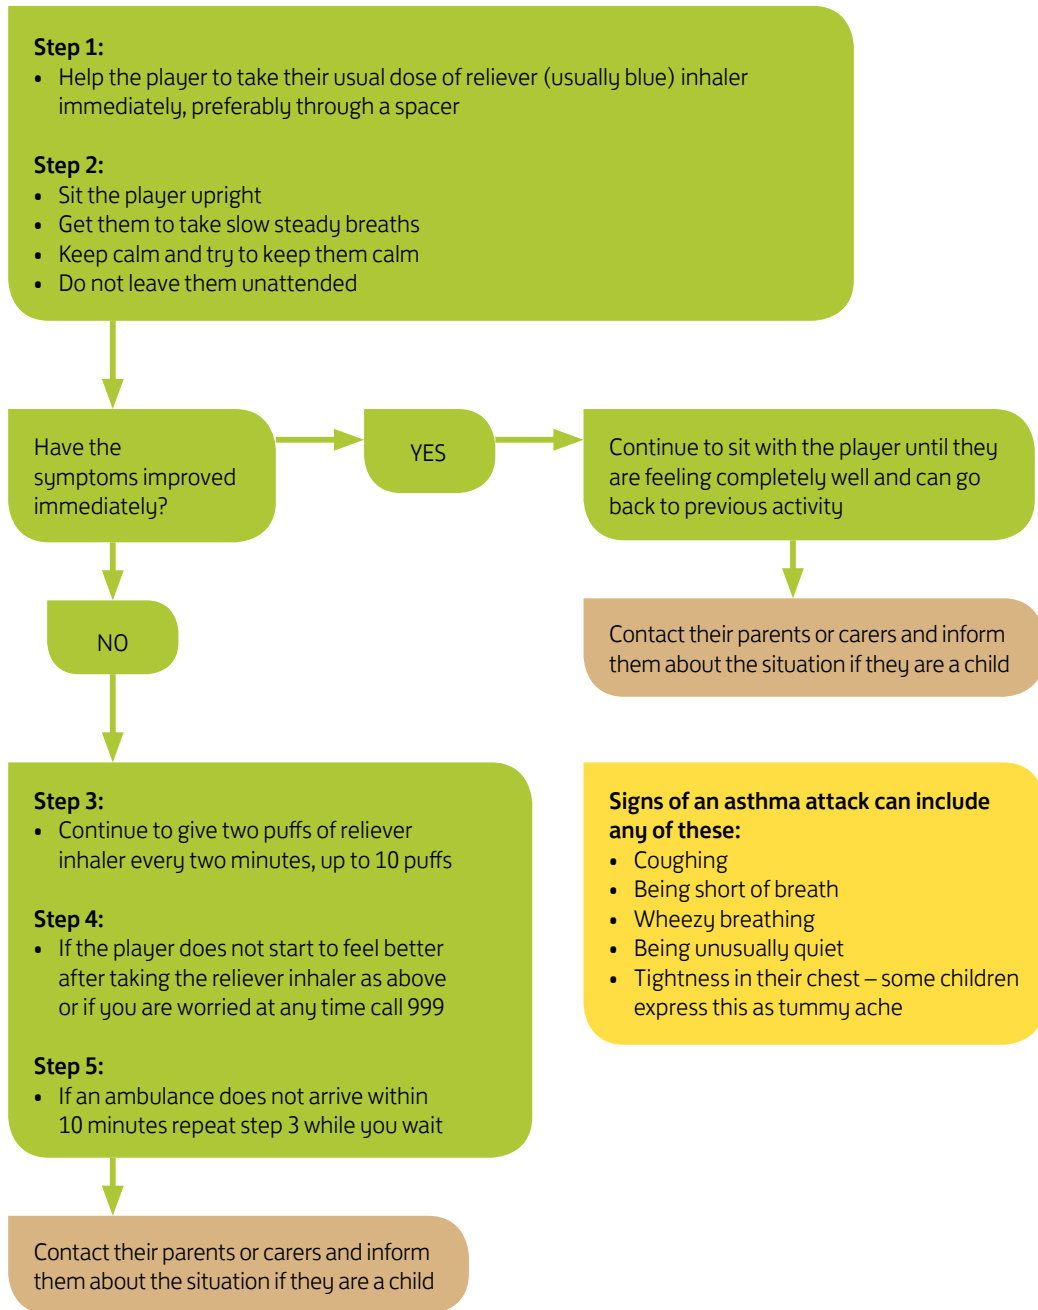 Step 1:
• Help the player to take their usual dose of reliever (usually blue) inhaler
immediately, preferably through a spacer
Step 2:
• Sit the player upright
• Get them to take slow steady breaths
• Keep calm and try to keep them calm
• Do not leave them unattended
Have the
symptoms improved
immediately?
YES
Continue to sit with the player until they
are feeling completely well and can go
back to previous activity
NO
Contact their parents or carers and inform
them about the situation if they are a child
Step 3:
• Continue to give two puffs of reliever
inhaler every two minutes, up to 10 puffs
Step 4:
• If the player does not start to feel better
after taking the reliever inhaler as above
or if you are worried at any time call 999
Step 5:
• If an ambulance does not arrive within
10 minutes repeat step 3 while you wait
Signs of an asthma attack can include
any of these:
• Coughing
• Being short of breath
• Wheezy breathing
• Being unusually quiet
• Tightness in their chest – some children
express this as tummy ache
Contact their parents or carers and inform
them about the situation if they are a child